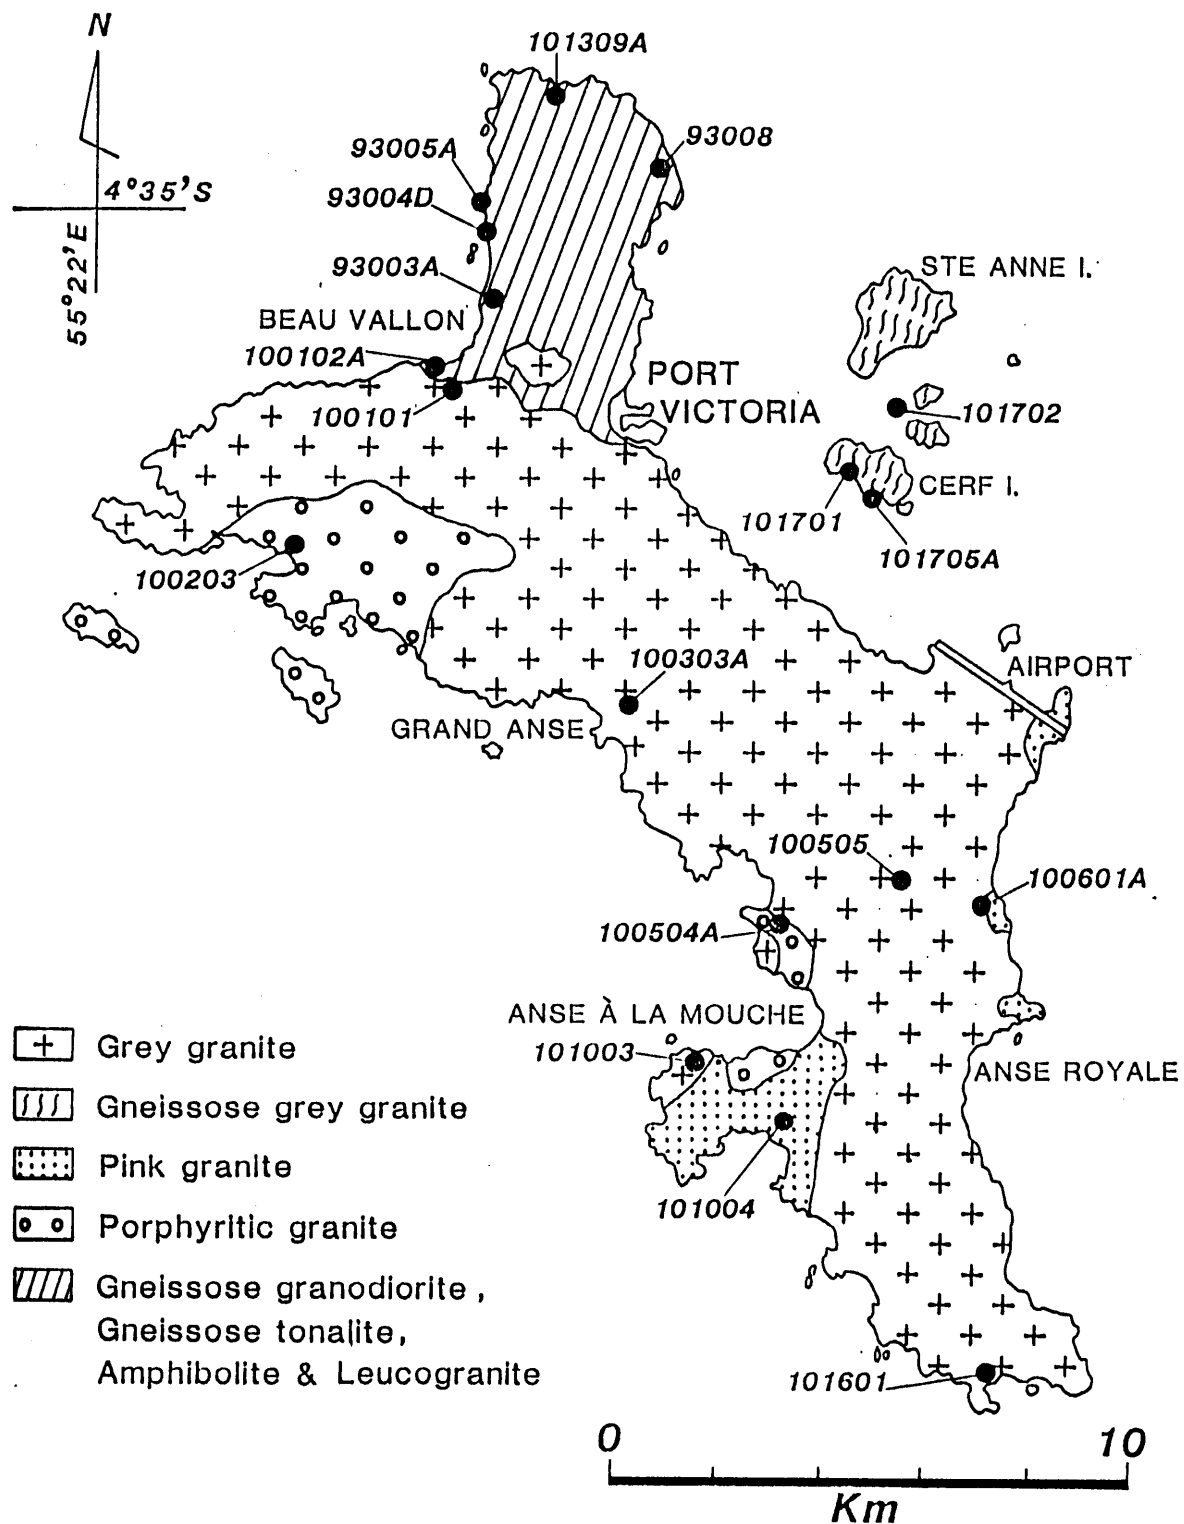 N
101309A
93008
93005A
4°35'S
93004D
55°22'E
93003A
STE ANNE I.
BEAU VALLON
100102A
PORT
VICTORIA
100101
101702
CERF I.
101701
101705A
100203
100303A
AIRPORT
GRAND ANSE
100505
100601A
100504A
ANSE À LA MOUCHE
101003
ANSE ROYALE
101004
Grey granite
Gneissose grey granite
Pink granite
Porphyritic granite
Gneissose granodiorite,
Gneissose tonalite,
Amphibolite & Leucogranite
101601
0 10
Km